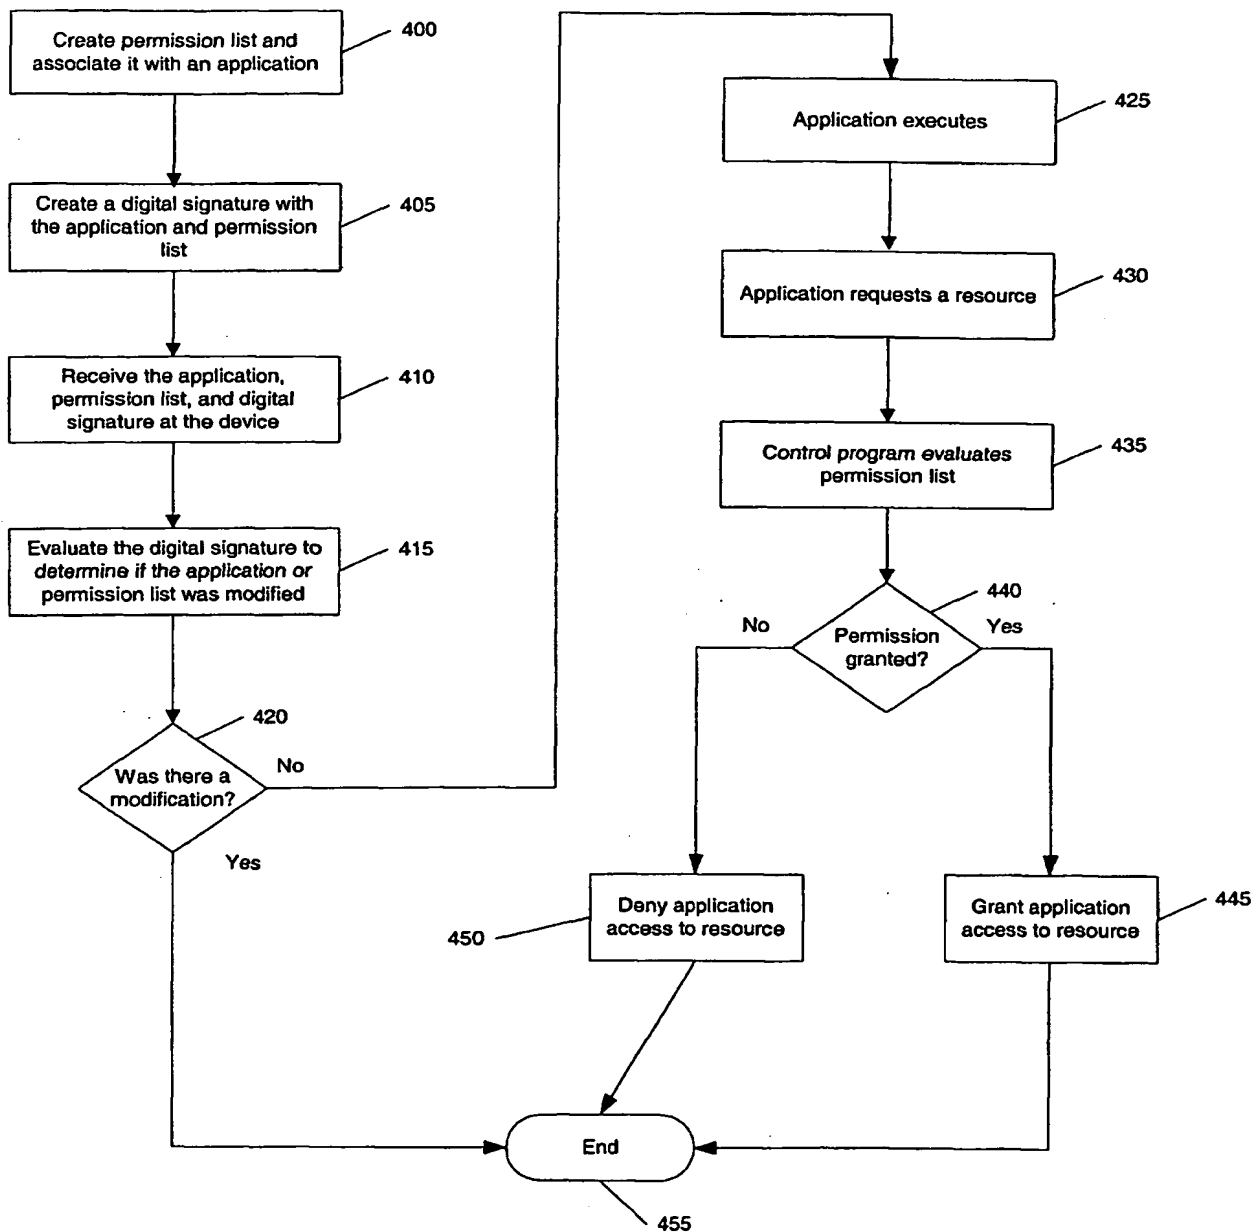 Create permission list and
associate it with an application
400
Create a digital signature with
the application and permission
list
405
Receive the application,
permission list, and digital
signature at the device
410
Evaluate the digital signature to
determine if the application or
permission list was modified
415
420
Was there a
modification?
No
Yes
Application executes
425
Application requests a resource
430
Control program evaluates
permission list
435
440
Permission
granted?
No
Yes
Deny application
access to resource
450
Grant application
access to resource
445
End
455